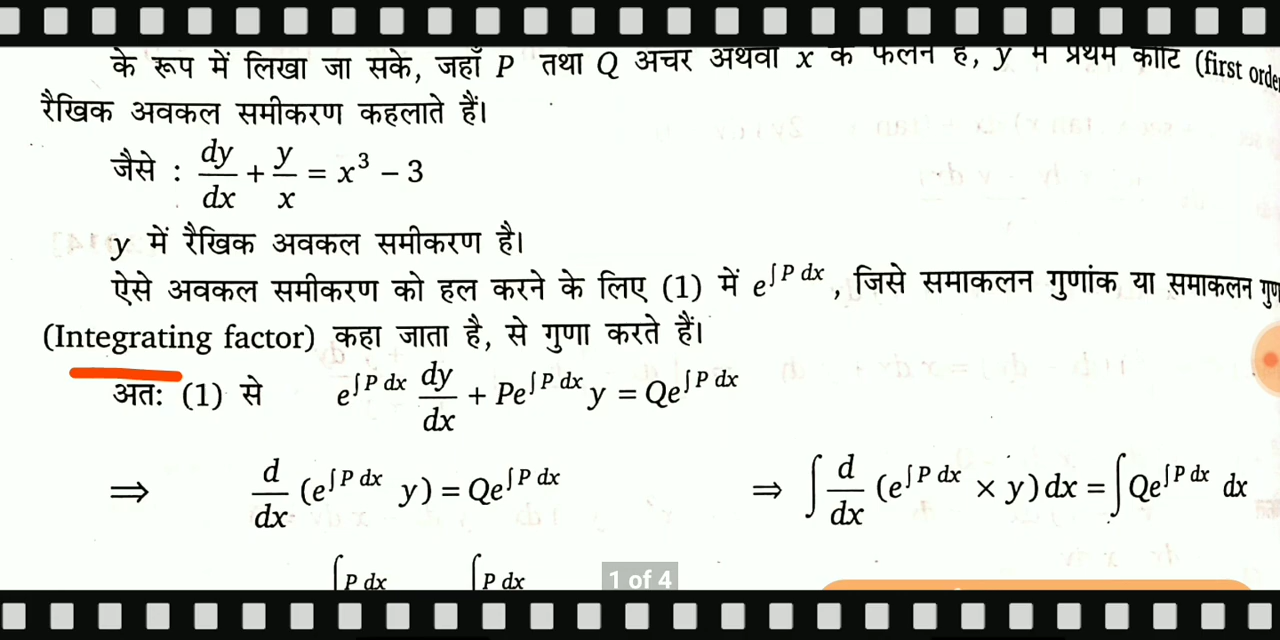 के रूप में लिखा जा सके, जहाँ P तथा Q अचर अथवा x के फलन हैं, y में प्रथम कोटि (first order
रैखिक अवकल समीकरण कहलाते हैं।
जैसे : dy/dx + y/x = x³ − 3
y में रैखिक अवकल समीकरण है।
ऐसे अवकल समीकरण को हल करने के लिए (1) में e^∫P dx, जिसे समाकलन गुणांक या समाकलन गुण
(Integrating factor) कहा जाता है, से गुणा करते हैं।
अतः (1) से e^∫P dx dy/dx + Pe^∫P dx y = Qe^∫P dx
⇒ d/dx (e^∫P dx y) = Qe^∫P dx ⇒ ∫ d/dx (e^∫P dx × y) dx = ∫ Qe^∫P dx dx
∫P dx ∫P dx
1 of 4